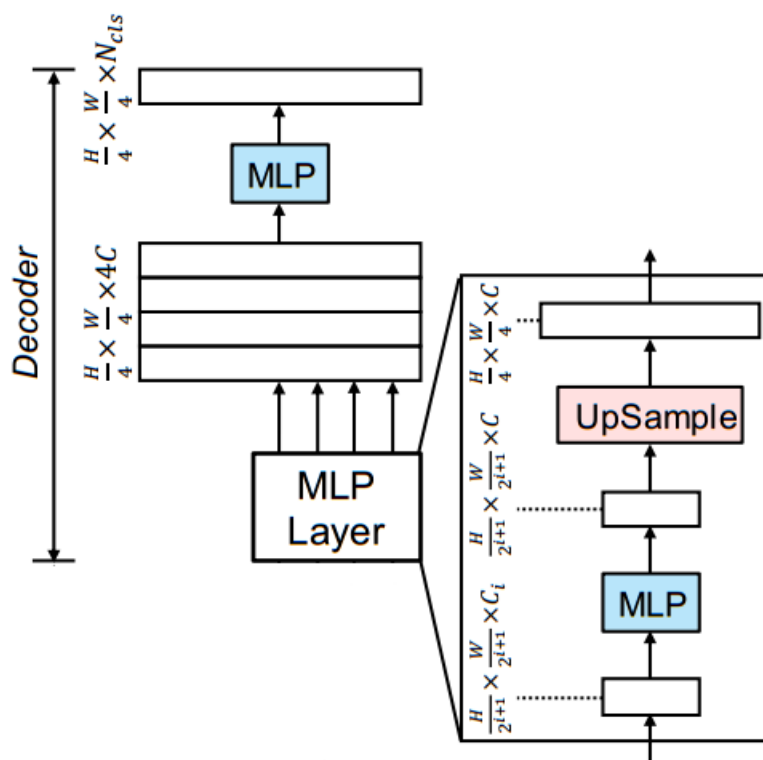 Decoder
H/4 × W/4 × N_cls
MLP
H/4 × W/4 × 4C
MLP
Layer
H/4 × W/4 × C
UpSample
H/2^{i+1} × W/2^{i+1} × C
MLP
H/2^{i+1} × W/2^{i+1} × C_i